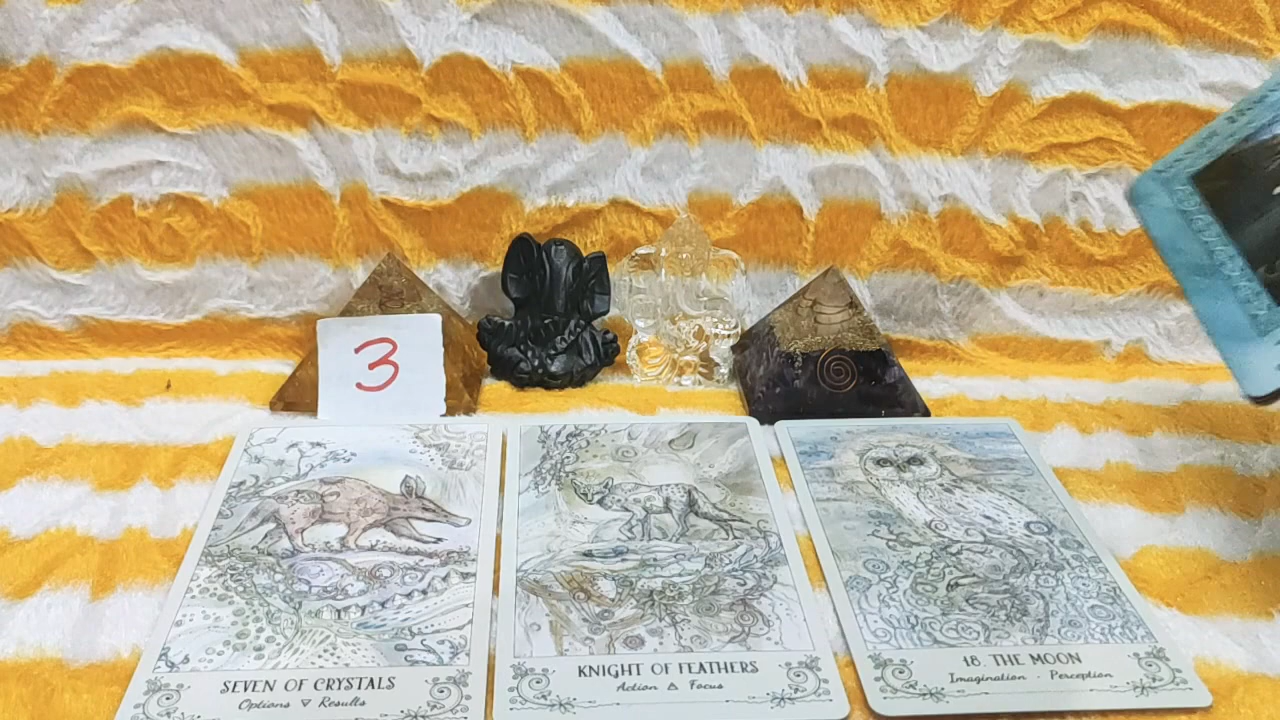 3
SEVEN OF CRYSTALS
Options ▽ Results
KNIGHT OF FEATHERS
Action △ Focus
18. THE MOON
Imagination · Perception